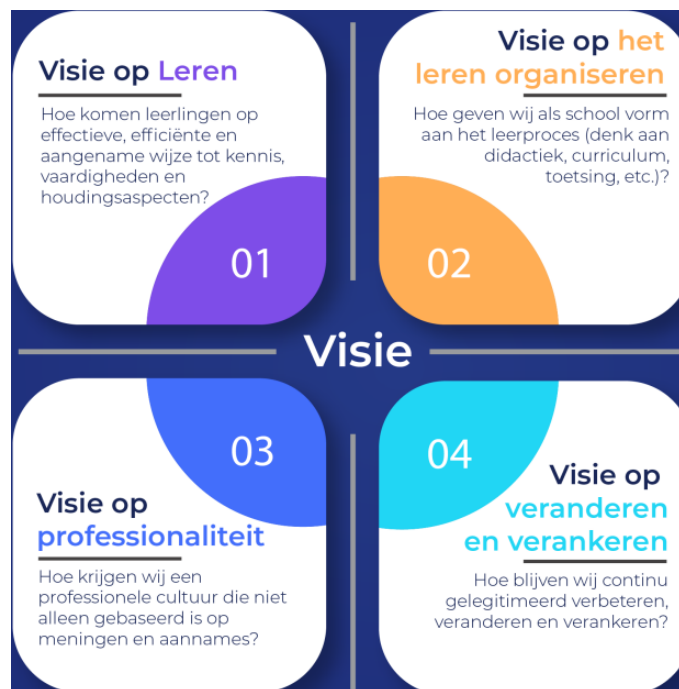 Visie op Leren
Hoe komen leerlingen op
effectieve, efficiënte en
aangename wijze tot kennis,
vaardigheden en
houdingsaspecten?
01
Visie op het
leren organiseren
Hoe geven wij als school vorm
aan het leerproces (denk aan
didactiek, curriculum,
toetsing, etc.)?
02
Visie
03
Visie op
professionaliteit
Hoe krijgen wij een
professionele cultuur die niet
alleen gebaseerd is op
meningen en aannames?
04
Visie op
veranderen
en verankeren
Hoe blijven wij continu
gelegitimeerd verbeteren,
veranderen en verankeren?